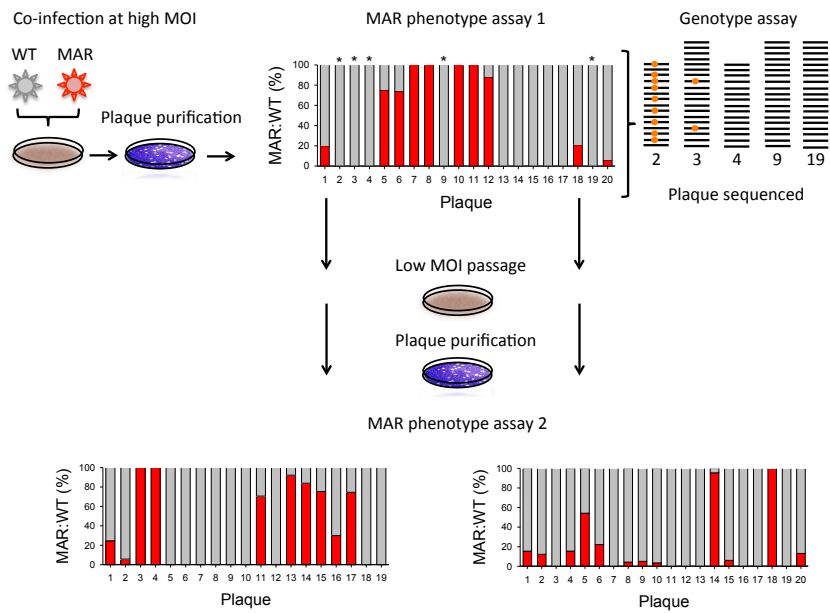 Co-infection at high MOI
WT MAR
Plaque purification
MAR phenotype assay 1
MAR:WT (%)
100
80
60
40
20
0
* * * * *
1 2 3 4 5 6 7 8 9 10 11 12 13 14 15 16 17 18 19 20
Plaque
Genotype assay
2 3 4 9 19
Plaque sequenced
Low MOI passage
Plaque purification
MAR phenotype assay 2
MAR:WT (%)
100
80
60
40
20
0
1 2 3 4 5 6 7 8 9 10 11 12 13 14 15 16 17 18 19
Plaque
MAR:WT (%)
100
80
60
40
20
0
1 2 3 4 5 6 7 8 9 10 11 12 13 14 15 16 17 18 19 20
Plaque